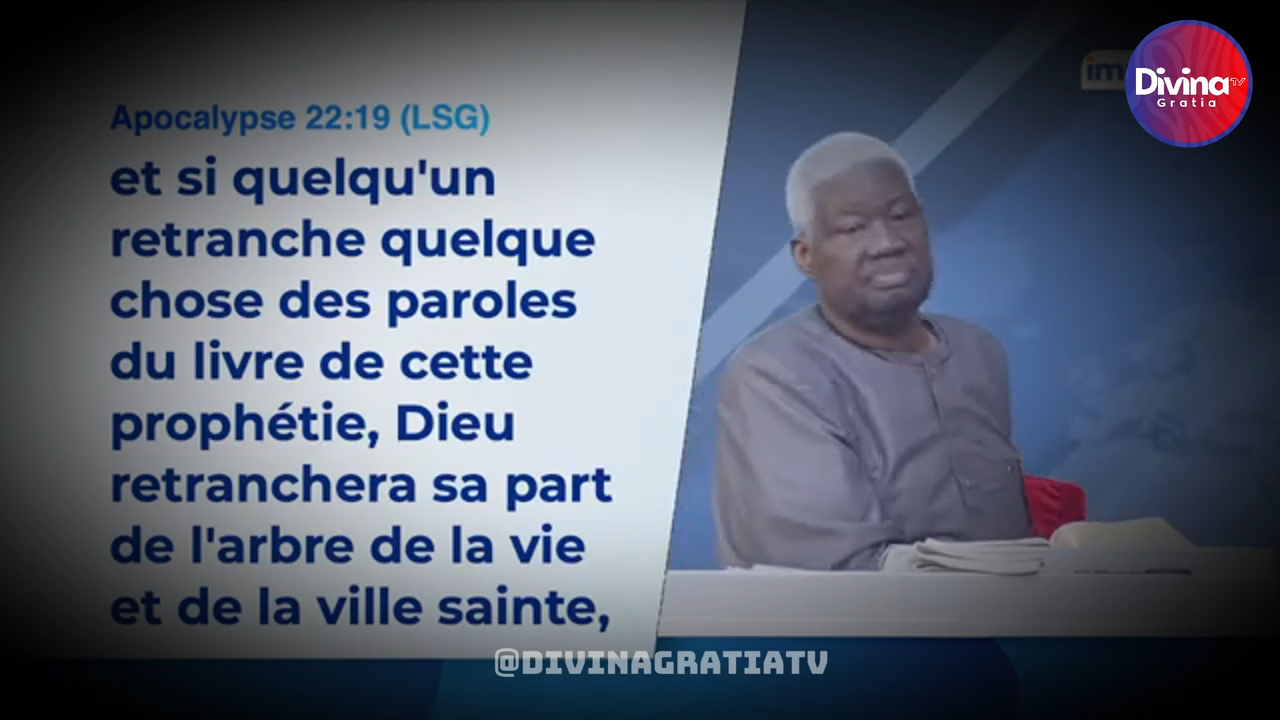 Apocalypse 22:19 (LSG)
et si quelqu'un
retranche quelque
chose des paroles
du livre de cette
prophétie, Dieu
retranchera sa part
de l'arbre de la vie
et de la ville sainte,
Divina TV
Gratia
@DIVINAGRATIATV